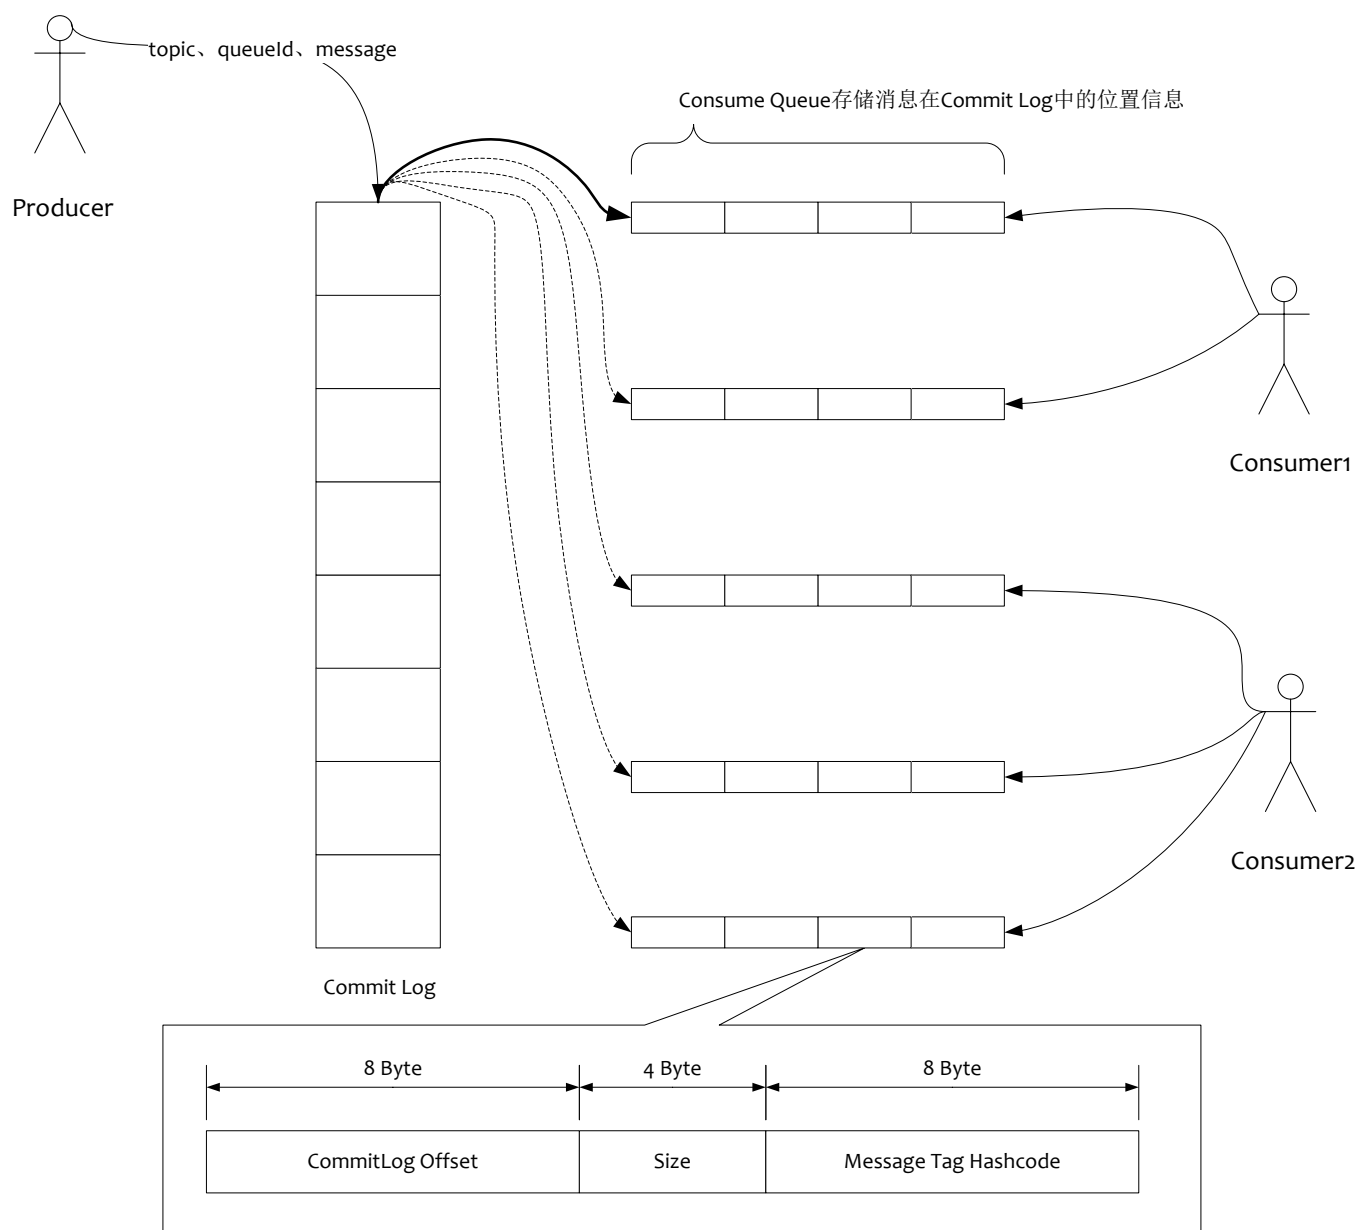 topic、queueId、message
Consume Queue存储消息在Commit Log中的位置信息
Producer
Consumer1
Consumer2
Commit Log
8 Byte
4 Byte
8 Byte
CommitLog Offset
Size
Message Tag Hashcode